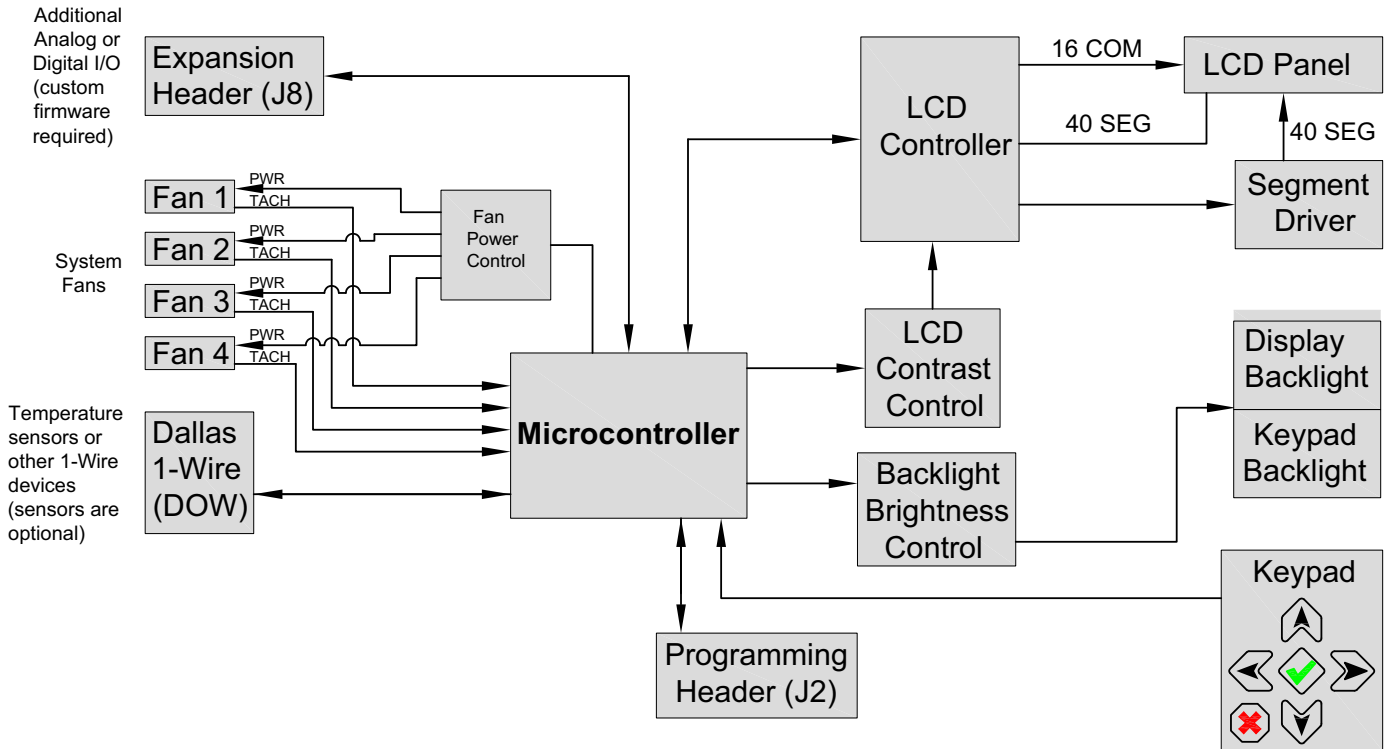 Additional
Analog or
Digital I/O
(custom
firmware
required)
Expansion
Header (J8)
System
Fans
Fan 1
PWR
TACH
Fan 2
PWR
TACH
Fan 3
PWR
TACH
Fan 4
PWR
TACH
Fan
Power
Control
Temperature
sensors or
other 1-Wire
devices
(sensors are
optional)
Dallas
1-Wire
(DOW)
Microcontroller
Programming
Header (J2)
LCD
Controller
16 COM
40 SEG
LCD Panel
40 SEG
Segment
Driver
LCD
Contrast
Control
Backlight
Brightness
Control
Display
Backlight
Keypad
Backlight
Keypad